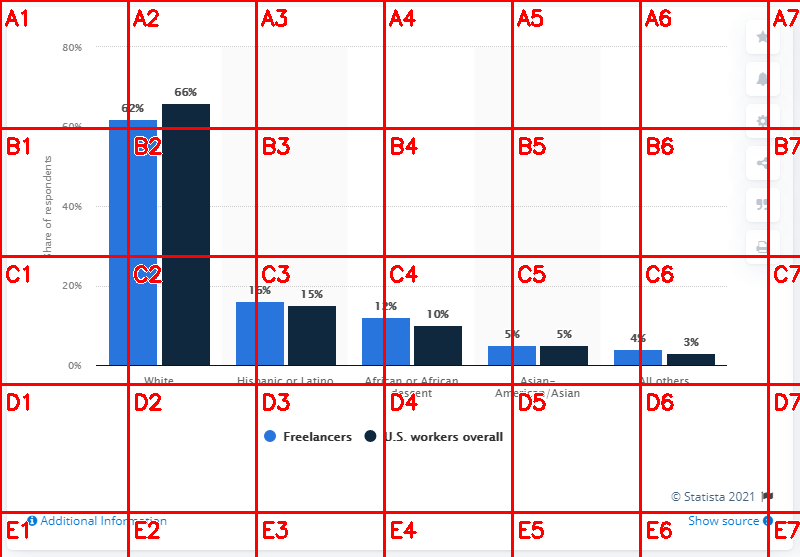 A1 A2 A3 A4 A5 A6 A7
80%
66%
62%
60%
B1 B2 B3 B4 B5 B6 B7
Share of respondents
40%
C1 C2 C3 C4 C5 C6 C7
20%
16% 15%
12% 10%
5% 5% 4% 3%
0%
White Hispanic or Latino African or African descent Asian-American/Asian All others
D1 D2 D3 D4 D5 D6 D7
Freelancers U.S. workers overall
© Statista 2021
Additional Information Show source
E1 E2 E3 E4 E5 E6 E7